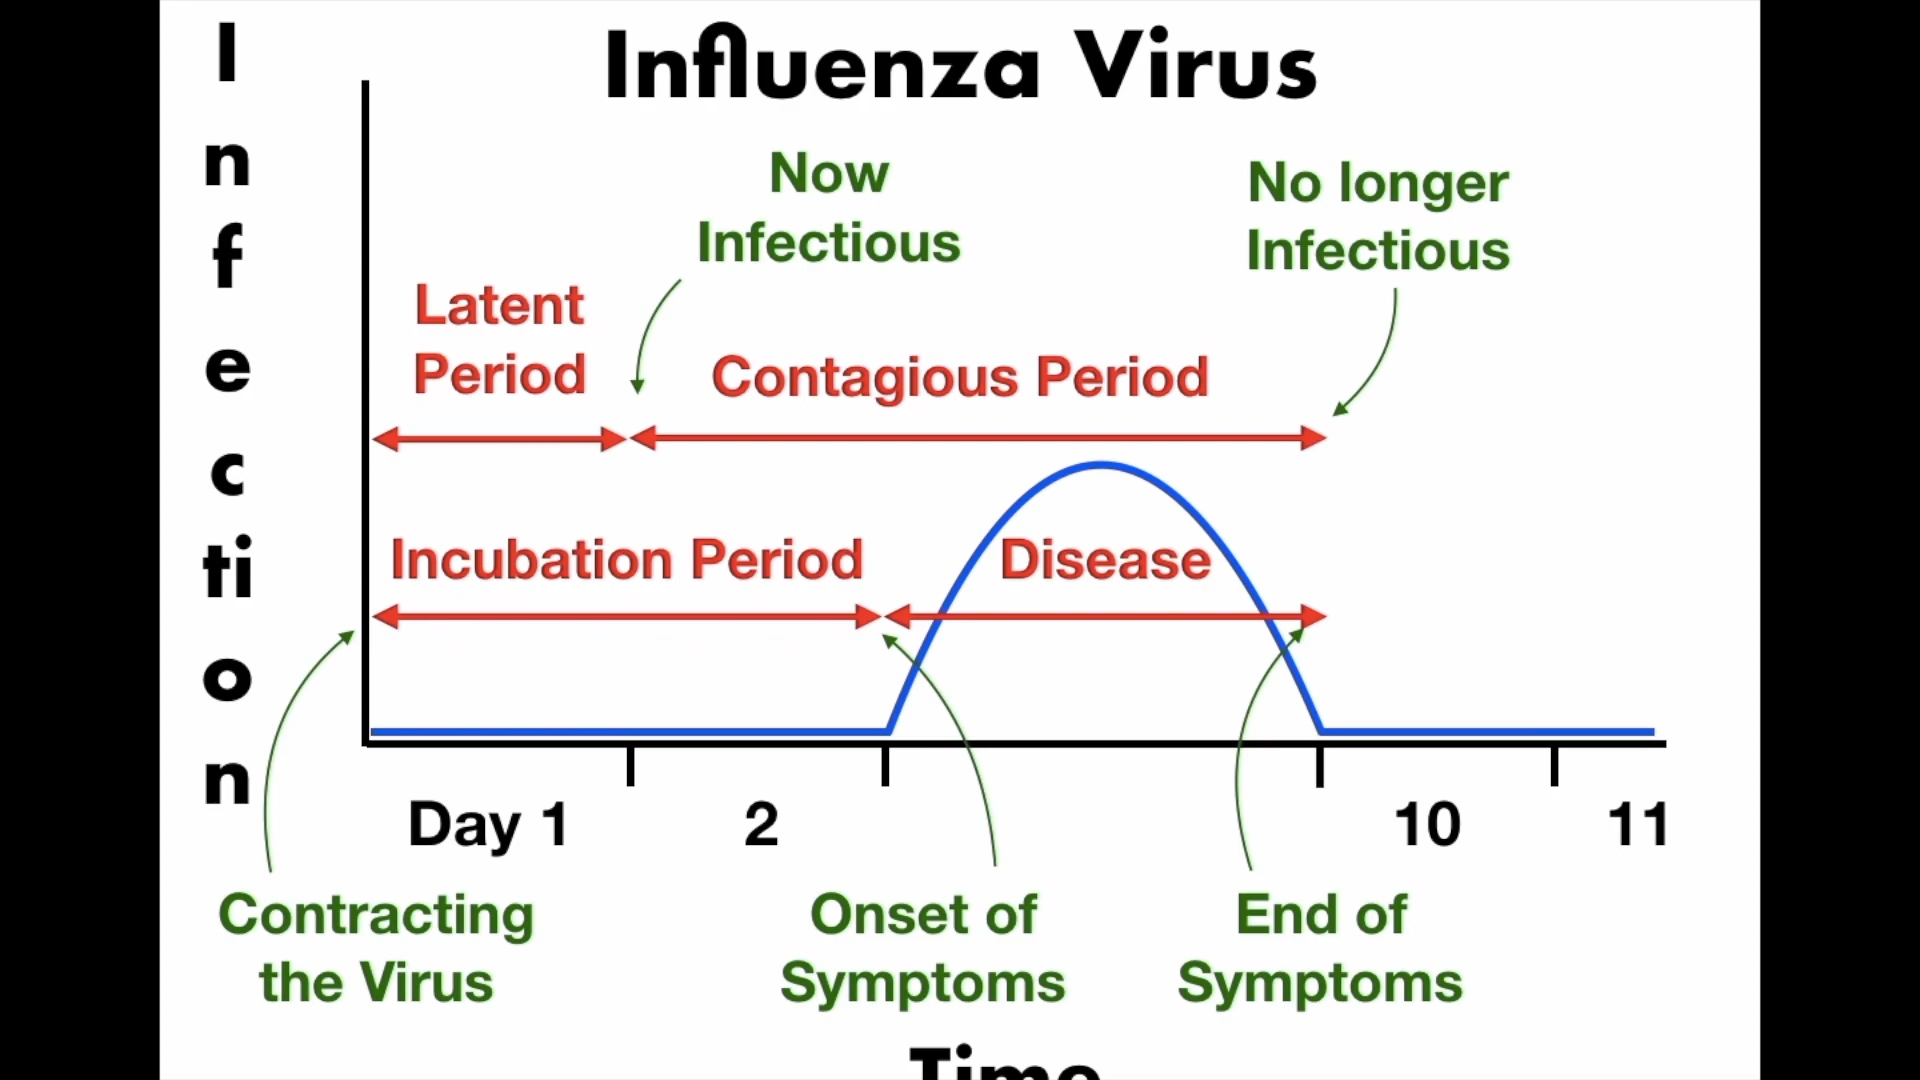 Influenza Virus
Infection
Now
Infectious
No longer
Infectious
Latent
Period
Contagious Period
Incubation Period
Disease
Day 1
2
10
11
Contracting
the Virus
Onset of
Symptoms
End of
Symptoms
Time